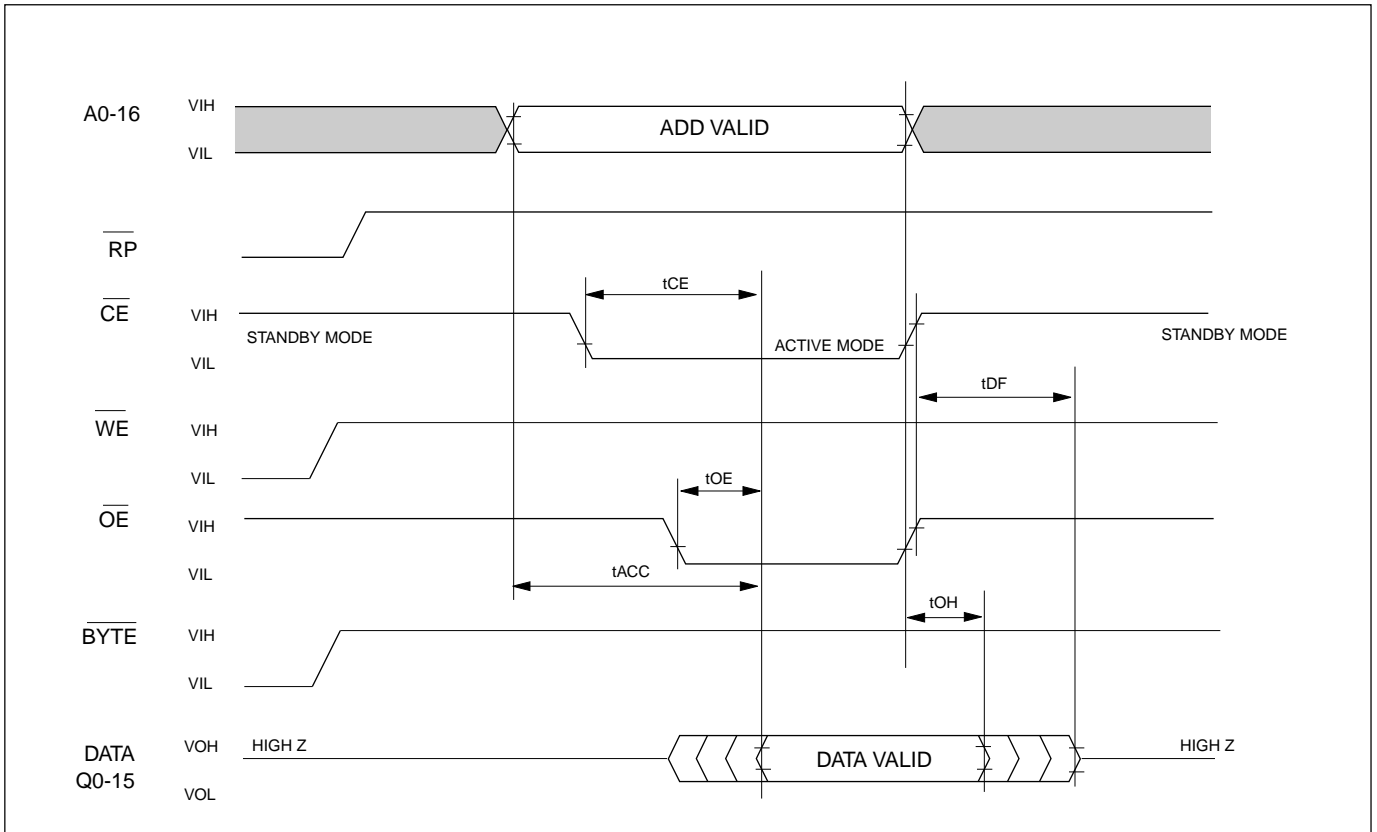 A0-16 VIH ADD VALID
VIL
RP
tCE
CE VIH
STANDBY MODE ACTIVE MODE STANDBY MODE
VIL
tDF
WE VIH
VIL tOE
OE VIH
VIL tACC
tOH
BYTE VIH
VIL
DATA VOH HIGH Z DATA VALID HIGH Z
Q0-15 VOL